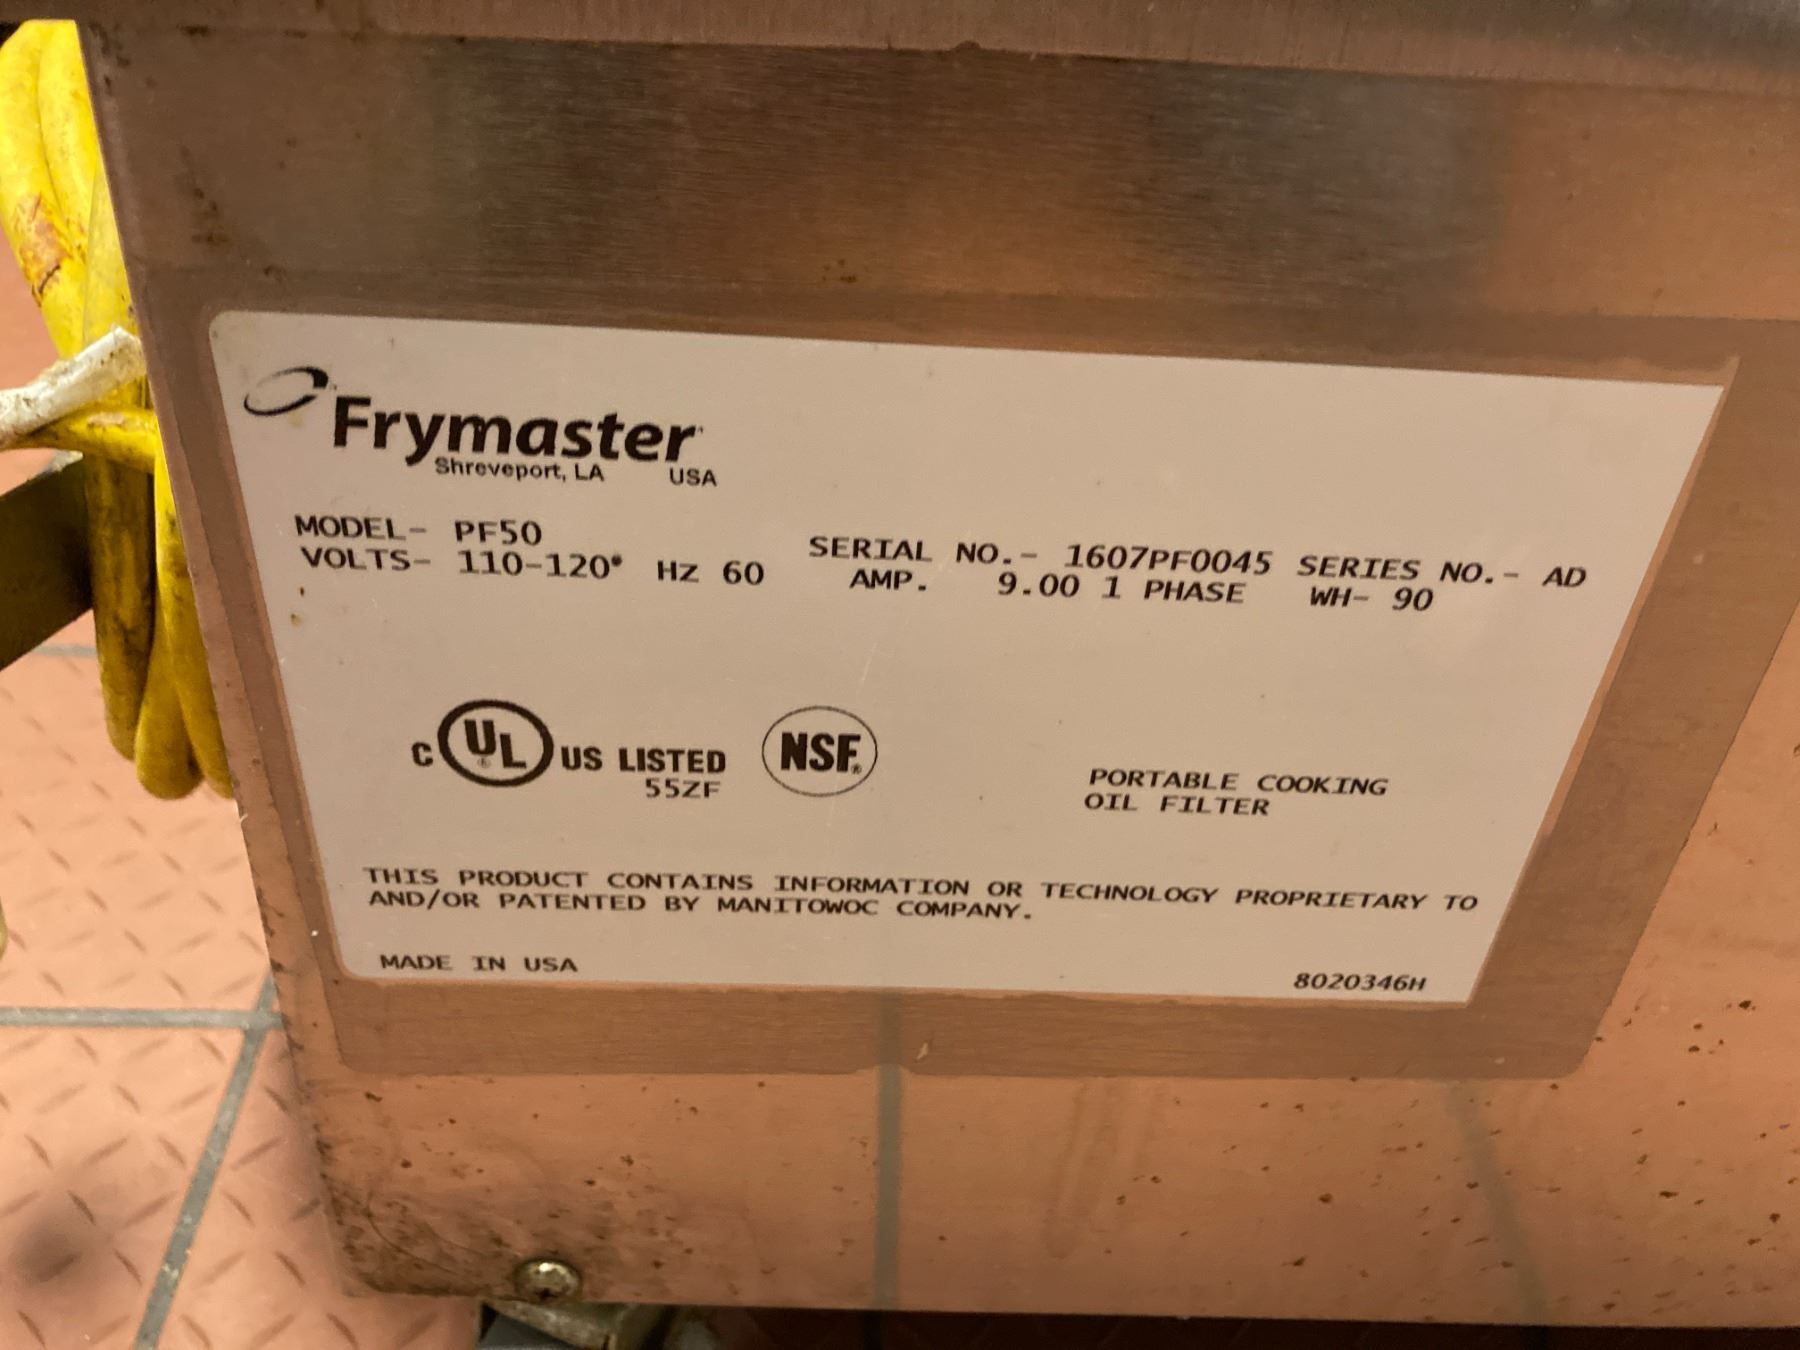 Frymaster
Shreveport, LA USA
MODEL- PF50 SERIAL NO.- 1607PF0045 SERIES NO.- AD
VOLTS- 110-120* Hz 60 AMP. 9.00 1 PHASE WH- 90
C UL® US LISTED NSF®
55ZF
PORTABLE COOKING
OIL FILTER
THIS PRODUCT CONTAINS INFORMATION OR TECHNOLOGY PROPRIETARY TO
AND/OR PATENTED BY MANITOWOC COMPANY.
MADE IN USA 8020346H